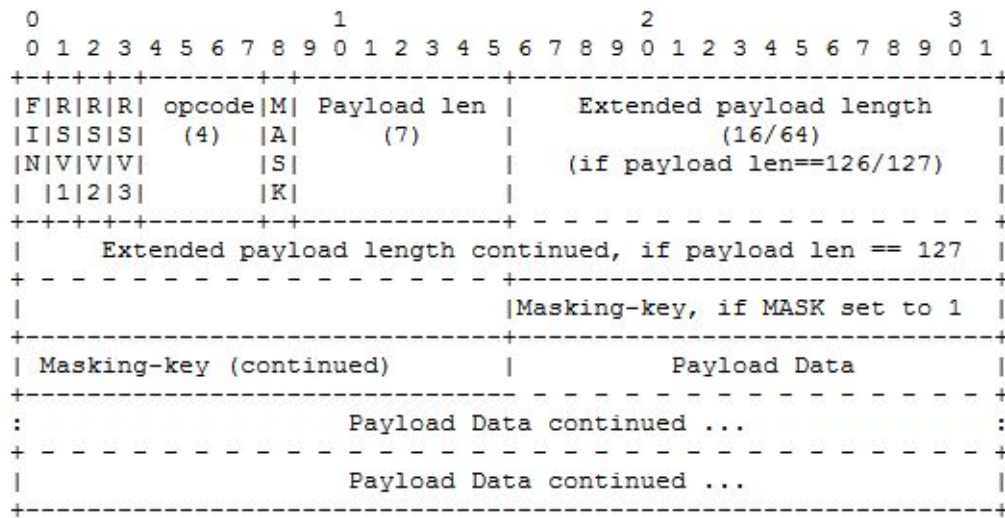 0                   1                   2                   3
 0 1 2 3 4 5 6 7 8 9 0 1 2 3 4 5 6 7 8 9 0 1 2 3 4 5 6 7 8 9 0 1
+-+-+-+-+-------+-+-------------+-------------------------------+
|F|R|R|R| opcode|M| Payload len |    Extended payload length    |
|I|S|S|S|  (4)  |A|     (7)     |             (16/64)           |
|N|V|V|V|       |S|             |   (if payload len==126/127)   |
| |1|2|3|       |K|             |                               |
+-+-+-+-+-------+-+-------------+ - - - - - - - - - - - - - - - +
|     Extended payload length continued, if payload len == 127  |
+ - - - - - - - - - - - - - - - +-------------------------------+
|                               |Masking-key, if MASK set to 1  |
+-------------------------------+-------------------------------+
| Masking-key (continued)       |          Payload Data         |
+-------------------------------- - - - - - - - - - - - - - - - +
:                     Payload Data continued ...                :
+ - - - - - - - - - - - - - - - - - - - - - - - - - - - - - - - +
|                     Payload Data continued ...                |
+---------------------------------------------------------------+